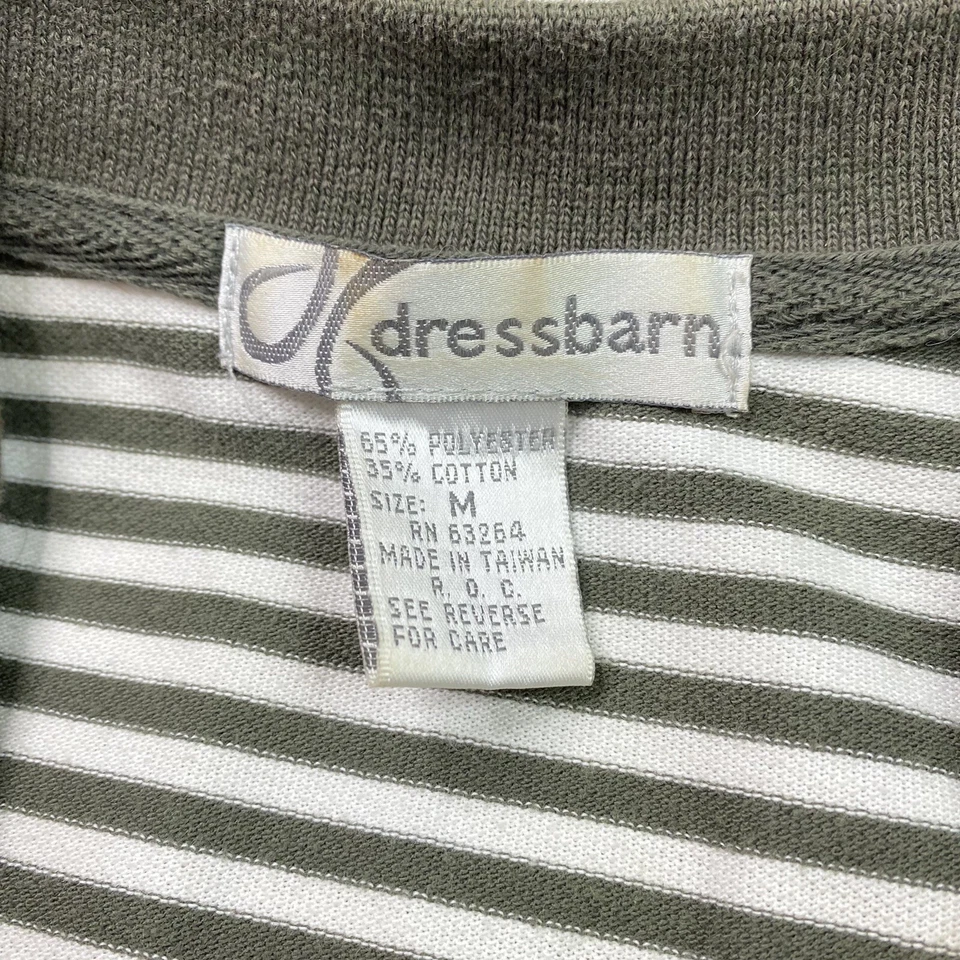 dressbarn
65% POLYESTER
35% COTTON
SIZE: M
RN 63264
MADE IN TAIWAN
R. O. C.
SEE REVERSE
FOR CARE